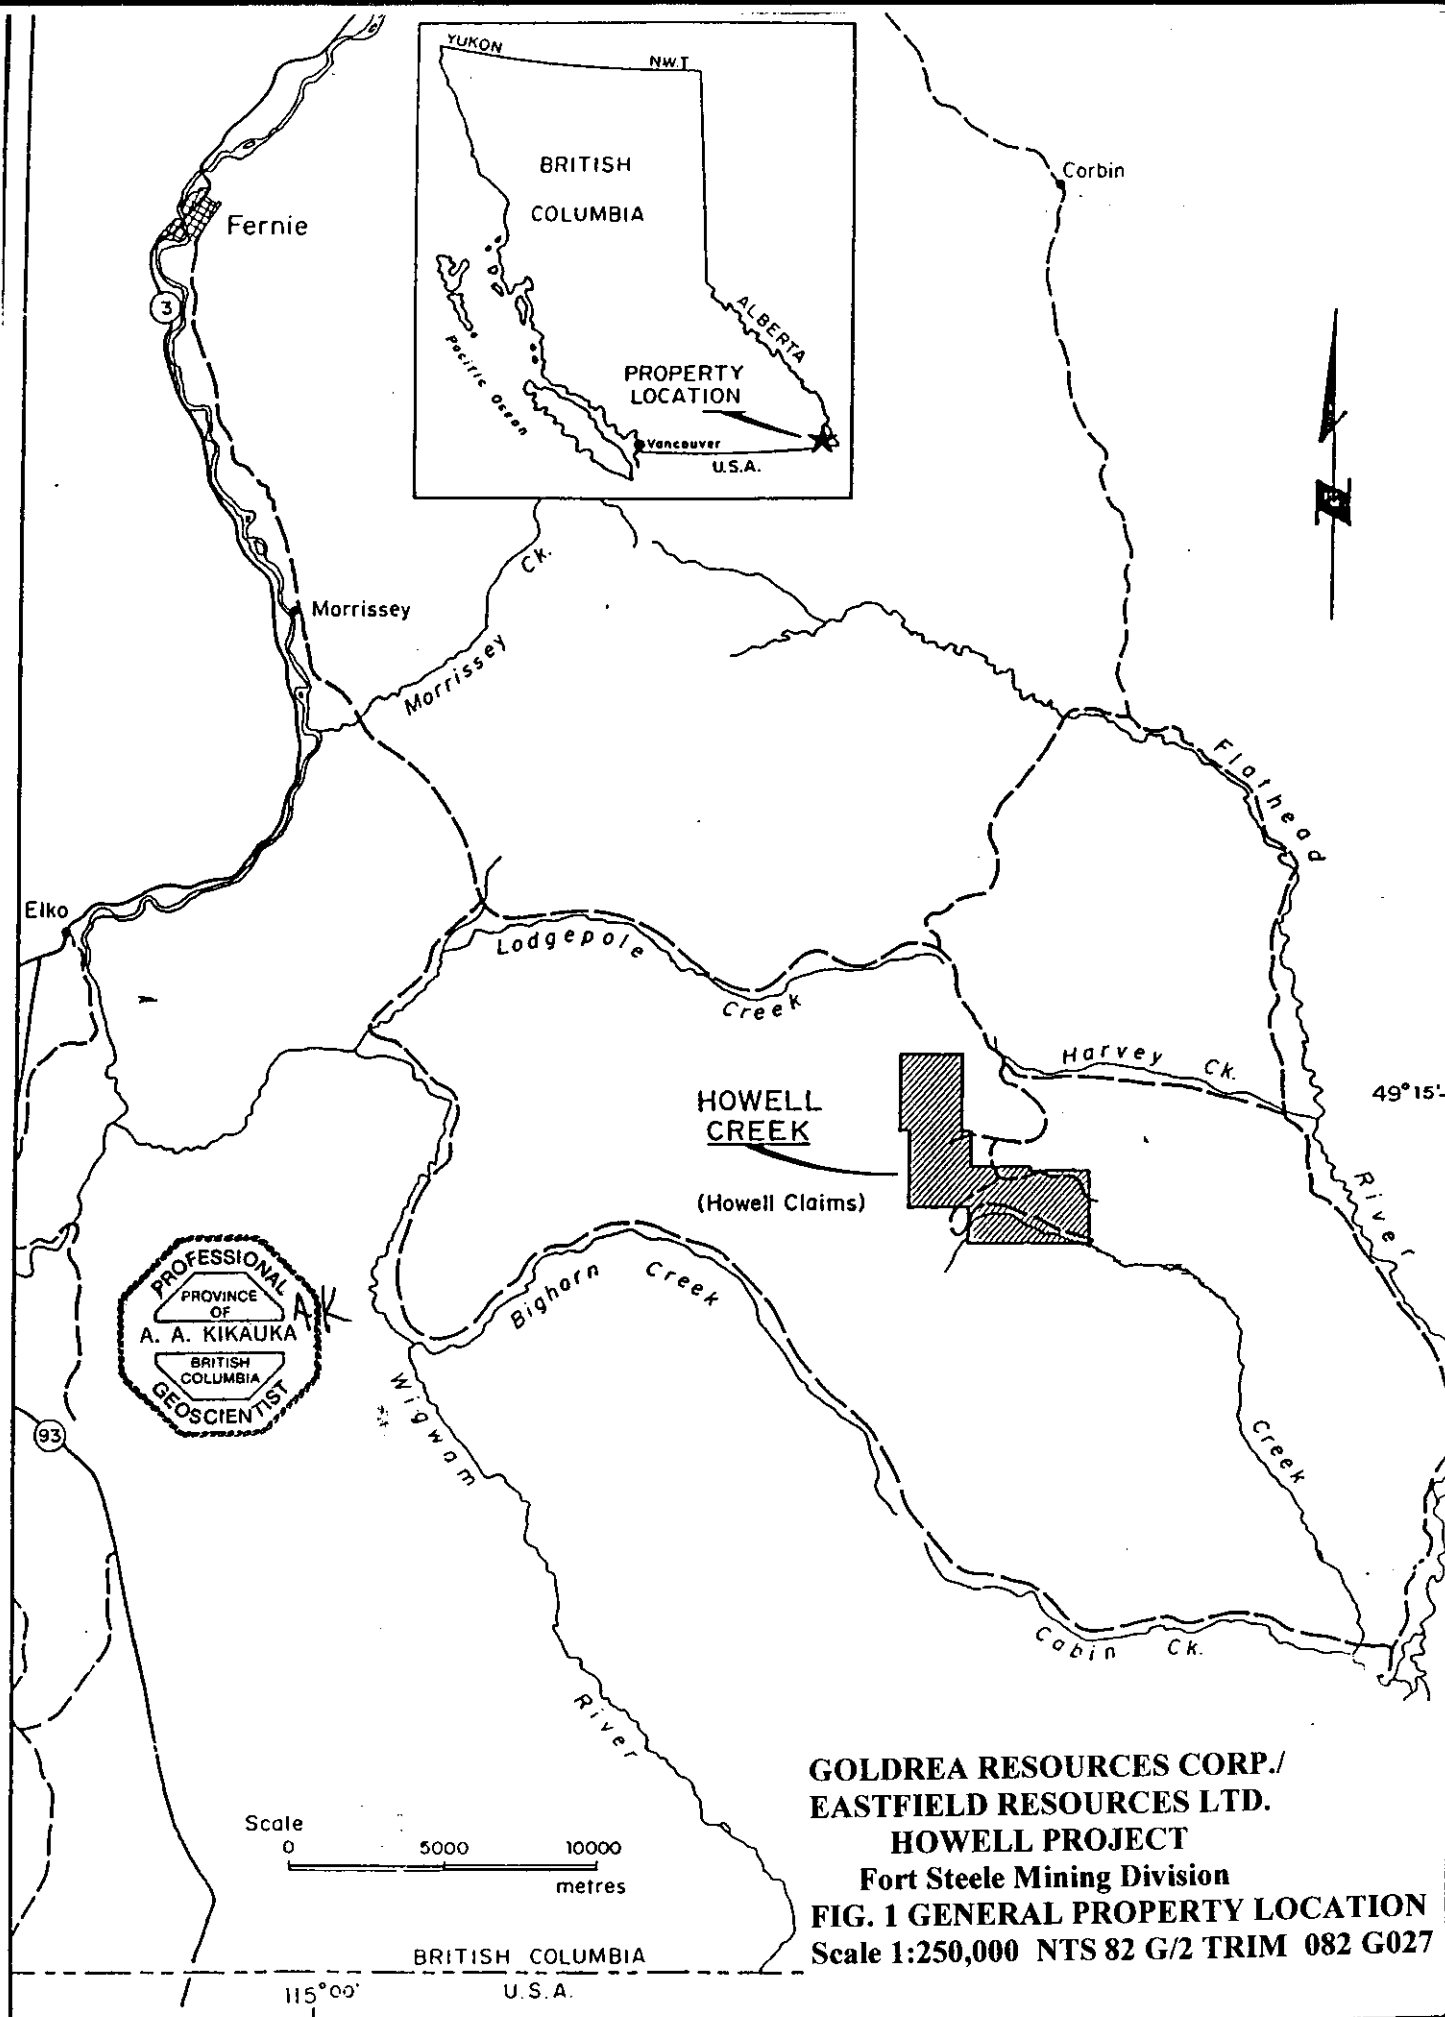 YUKON
N.W.T
BRITISH
COLUMBIA
ALBERTA
Pacific Ocean
PROPERTY
LOCATION
Vancouver
U.S.A.
Corbin
Fernie
3
Morrissey
Morrissey Ck.
Flathead
River
Elko
Lodgepole
Creek
Harvey Ck.
49°15'
HOWELL
CREEK
(Howell Claims)
Bighorn Creek
PROFESSIONAL
PROVINCE
OF
A. A. KIKAUKA
BRITISH
COLUMBIA
GEOSCIENTIST
AK
93
Wigwam
River
Creek
Cabin Ck.
Scale
0 5000 10000
metres
GOLDREA RESOURCES CORP./
EASTFIELD RESOURCES LTD.
HOWELL PROJECT
Fort Steele Mining Division
FIG. 1 GENERAL PROPERTY LOCATION
Scale 1:250,000 NTS 82 G/2 TRIM 082 G027
BRITISH COLUMBIA
U.S.A.
115°00'